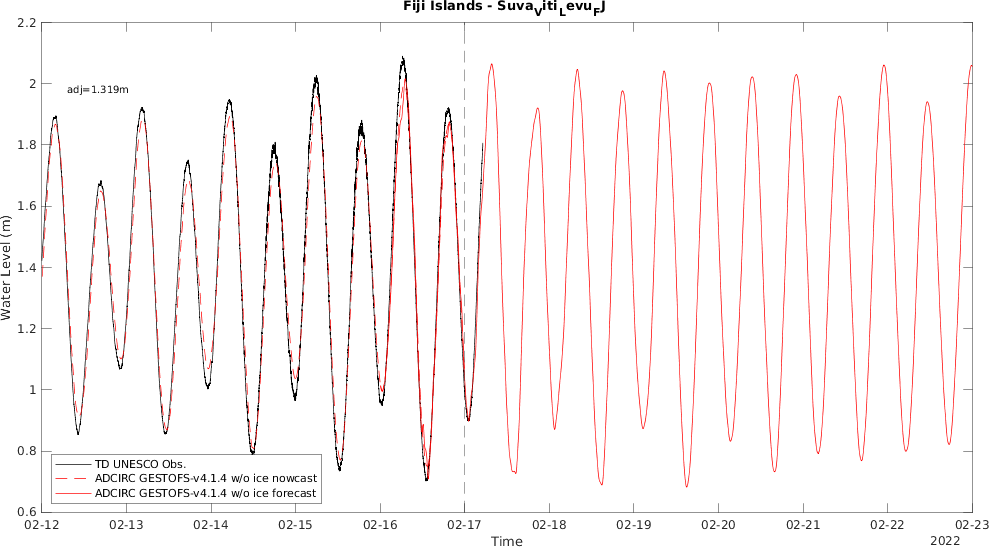 Fiji Islands - SuvaVitiLevuFJ
2.2
2
1.8
1.6
1.4
1.2
1
0.8
0.6
Water Level (m)
adj=1.319m
TD UNESCO Obs.
ADCIRC GESTOFS-v4.1.4 w/o ice nowcast
ADCIRC GESTOFS-v4.1.4 w/o ice forecast
02-12 02-13 02-14 02-15 02-16 02-17 02-18 02-19 02-20 02-21 02-22 02-23
Time
2022